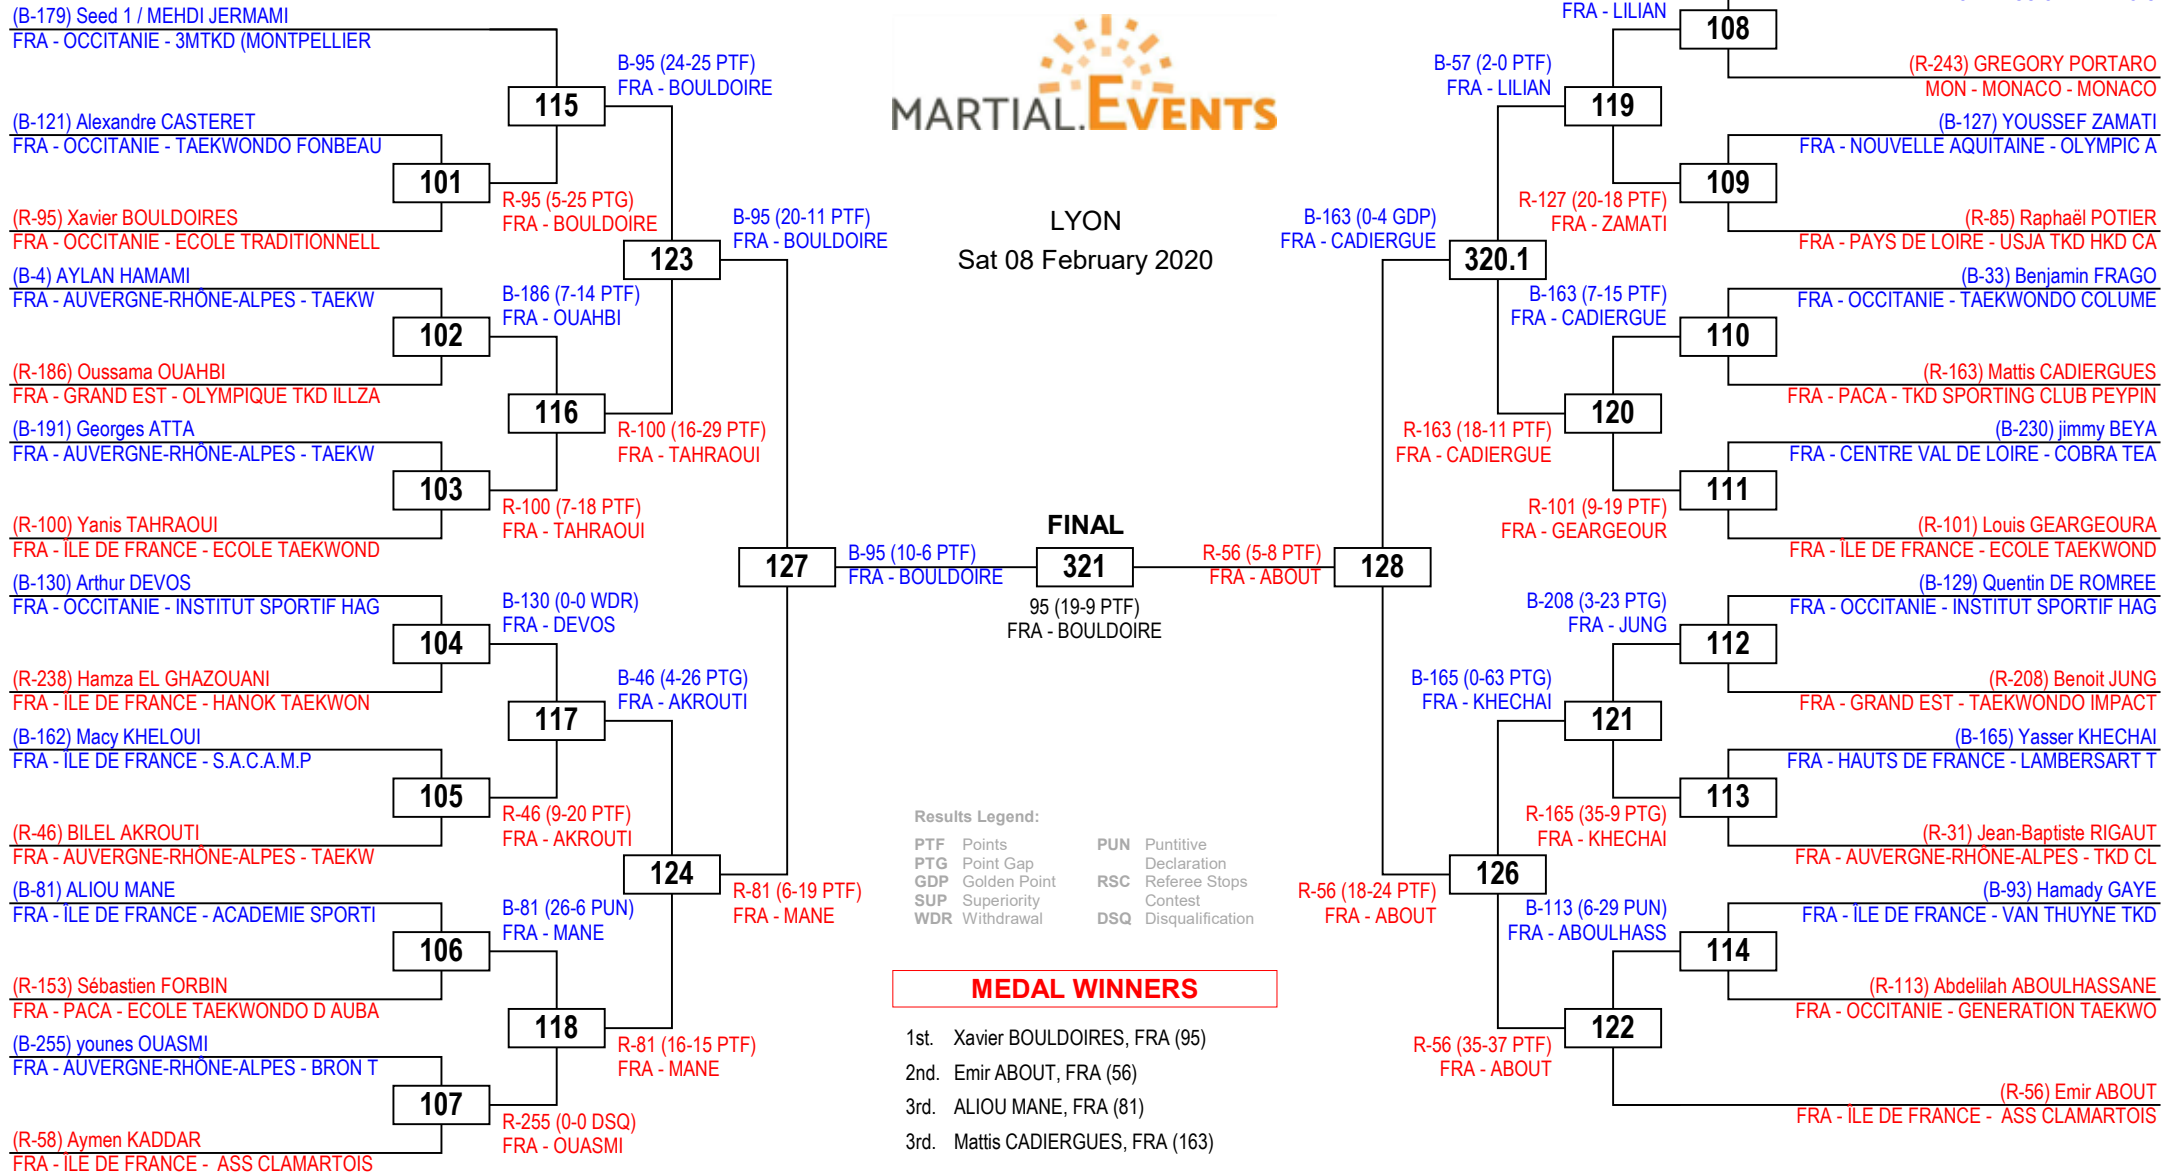 (B-179) Seed 1 / MEHDI JERMAMI
FRA - OCCITANIE - 3MTKD (MONTPELLIER
(B-121) Alexandre CASTERET
FRA - OCCITANIE - TAEKWONDO FONBEAU
101
(R-95) Xavier BOULDOIRES
FRA - OCCITANIE - ECOLE TRADITIONNELL
(B-4) AYLAN HAMAMI
FRA - AUVERGNE-RHÔNE-ALPES - TAEKW
102
(R-186) Oussama OUAHBI
FRA - GRAND EST - OLYMPIQUE TKD ILLZA
(B-191) Georges ATTA
FRA - AUVERGNE-RHÔNE-ALPES - TAEKW
103
(R-100) Yanis TAHRAOUI
FRA - ÎLE DE FRANCE - ECOLE TAEKWOND
(B-130) Arthur DEVOS
FRA - OCCITANIE - INSTITUT SPORTIF HAG
104
(R-238) Hamza EL GHAZOUANI
FRA - ÎLE DE FRANCE - HANOK TAEKWON
(B-162) Macy KHELOUI
FRA - ÎLE DE FRANCE - S.A.C.A.M.P
105
(R-46) BILEL AKROUTI
FRA - AUVERGNE-RHÔNE-ALPES - TAEKW
(B-81) ALIOU MANE
FRA - ÎLE DE FRANCE - ACADEMIE SPORTI
106
(R-153) Sébastien FORBIN
FRA - PACA - ECOLE TAEKWONDO D AUBA
(B-255) younes OUASMI
FRA - AUVERGNE-RHÔNE-ALPES - BRON T
107
(R-58) Aymen KADDAR
FRA - ÎLE DE FRANCE - ASS CLAMARTOIS
115
R-95 (5-25 PTG)
FRA - BOULDOIRE
B-186 (7-14 PTF)
FRA - OUAHBI
116
R-100 (7-18 PTF)
FRA - TAHRAOUI
B-130 (0-0 WDR)
FRA - DEVOS
117
R-46 (9-20 PTF)
FRA - AKROUTI
B-81 (26-6 PUN)
FRA - MANE
118
R-255 (0-0 DSQ)
FRA - OUASMI
B-95 (24-25 PTF)
FRA - BOULDOIRE
123
R-100 (16-29 PTF)
FRA - TAHRAOUI
B-46 (4-26 PTG)
FRA - AKROUTI
124
R-81 (16-15 PTF)
FRA - MANE
B-95 (20-11 PTF)
FRA - BOULDOIRE
127
R-81 (6-19 PTF)
FRA - MANE
MARTIAL.EVENTS
LYON
Sat 08 February 2020
B-95 (10-6 PTF)
FRA - BOULDOIRE
FINAL
321
95 (19-9 PTF)
FRA - BOULDOIRE
R-56 (5-8 PTF)
FRA - ABOUT
Results Legend:
PTF Points
PTG Point Gap
GDP Golden Point
SUP Superiority
WDR Withdrawal
PUN Puntitive
Declaration
RSC Referee Stops
Contest
DSQ Disqualification
MEDAL WINNERS
1st. Xavier BOULDOIRES, FRA (95)
2nd. Emir ABOUT, FRA (56)
3rd. ALIOU MANE, FRA (81)
3rd. Mattis CADIERGUES, FRA (163)
B-163 (0-4 GDP)
FRA - CADIERGUE
128
R-56 (18-24 PTF)
FRA - ABOUT
B-57 (2-0 PTF)
FRA - LILIAN
320.1
R-163 (18-11 PTF)
FRA - CADIERGUE
B-165 (0-63 PTG)
FRA - KHECHAI
126
R-56 (35-37 PTF)
FRA - ABOUT
FRA - LILIAN
119
R-127 (20-18 PTF)
FRA - ZAMATI
B-163 (7-15 PTF)
FRA - CADIERGUE
120
R-101 (9-19 PTF)
FRA - GEARGEOUR
B-208 (3-23 PTG)
FRA - JUNG
121
R-165 (35-9 PTG)
FRA - KHECHAI
B-113 (6-29 PUN)
FRA - ABOULHASS
122
108
(R-243) GREGORY PORTARO
MON - MONACO - MONACO
(B-127) YOUSSEF ZAMATI
FRA - NOUVELLE AQUITAINE - OLYMPIC A
109
(R-85) Raphaël POTIER
FRA - PAYS DE LOIRE - USJA TKD HKD CA
(B-33) Benjamin FRAGO
FRA - OCCITANIE - TAEKWONDO COLUME
110
(R-163) Mattis CADIERGUES
FRA - PACA - TKD SPORTING CLUB PEYPIN
(B-230) jimmy BEYA
FRA - CENTRE VAL DE LOIRE - COBRA TEA
111
(R-101) Louis GEARGEOURA
FRA - ÎLE DE FRANCE - ECOLE TAEKWOND
(B-129) Quentin DE ROMREE
FRA - OCCITANIE - INSTITUT SPORTIF HAG
112
(R-208) Benoit JUNG
FRA - GRAND EST - TAEKWONDO IMPACT
(B-165) Yasser KHECHAI
FRA - HAUTS DE FRANCE - LAMBERSART T
113
(R-31) Jean-Baptiste RIGAUT
FRA - AUVERGNE-RHÔNE-ALPES - TKD CL
(B-93) Hamady GAYE
FRA - ÎLE DE FRANCE - VAN THUYNE TKD
114
(R-113) Abdelilah ABOULHASSANE
FRA - OCCITANIE - GENERATION TAEKWO
(R-56) Emir ABOUT
FRA - ÎLE DE FRANCE - ASS CLAMARTOIS